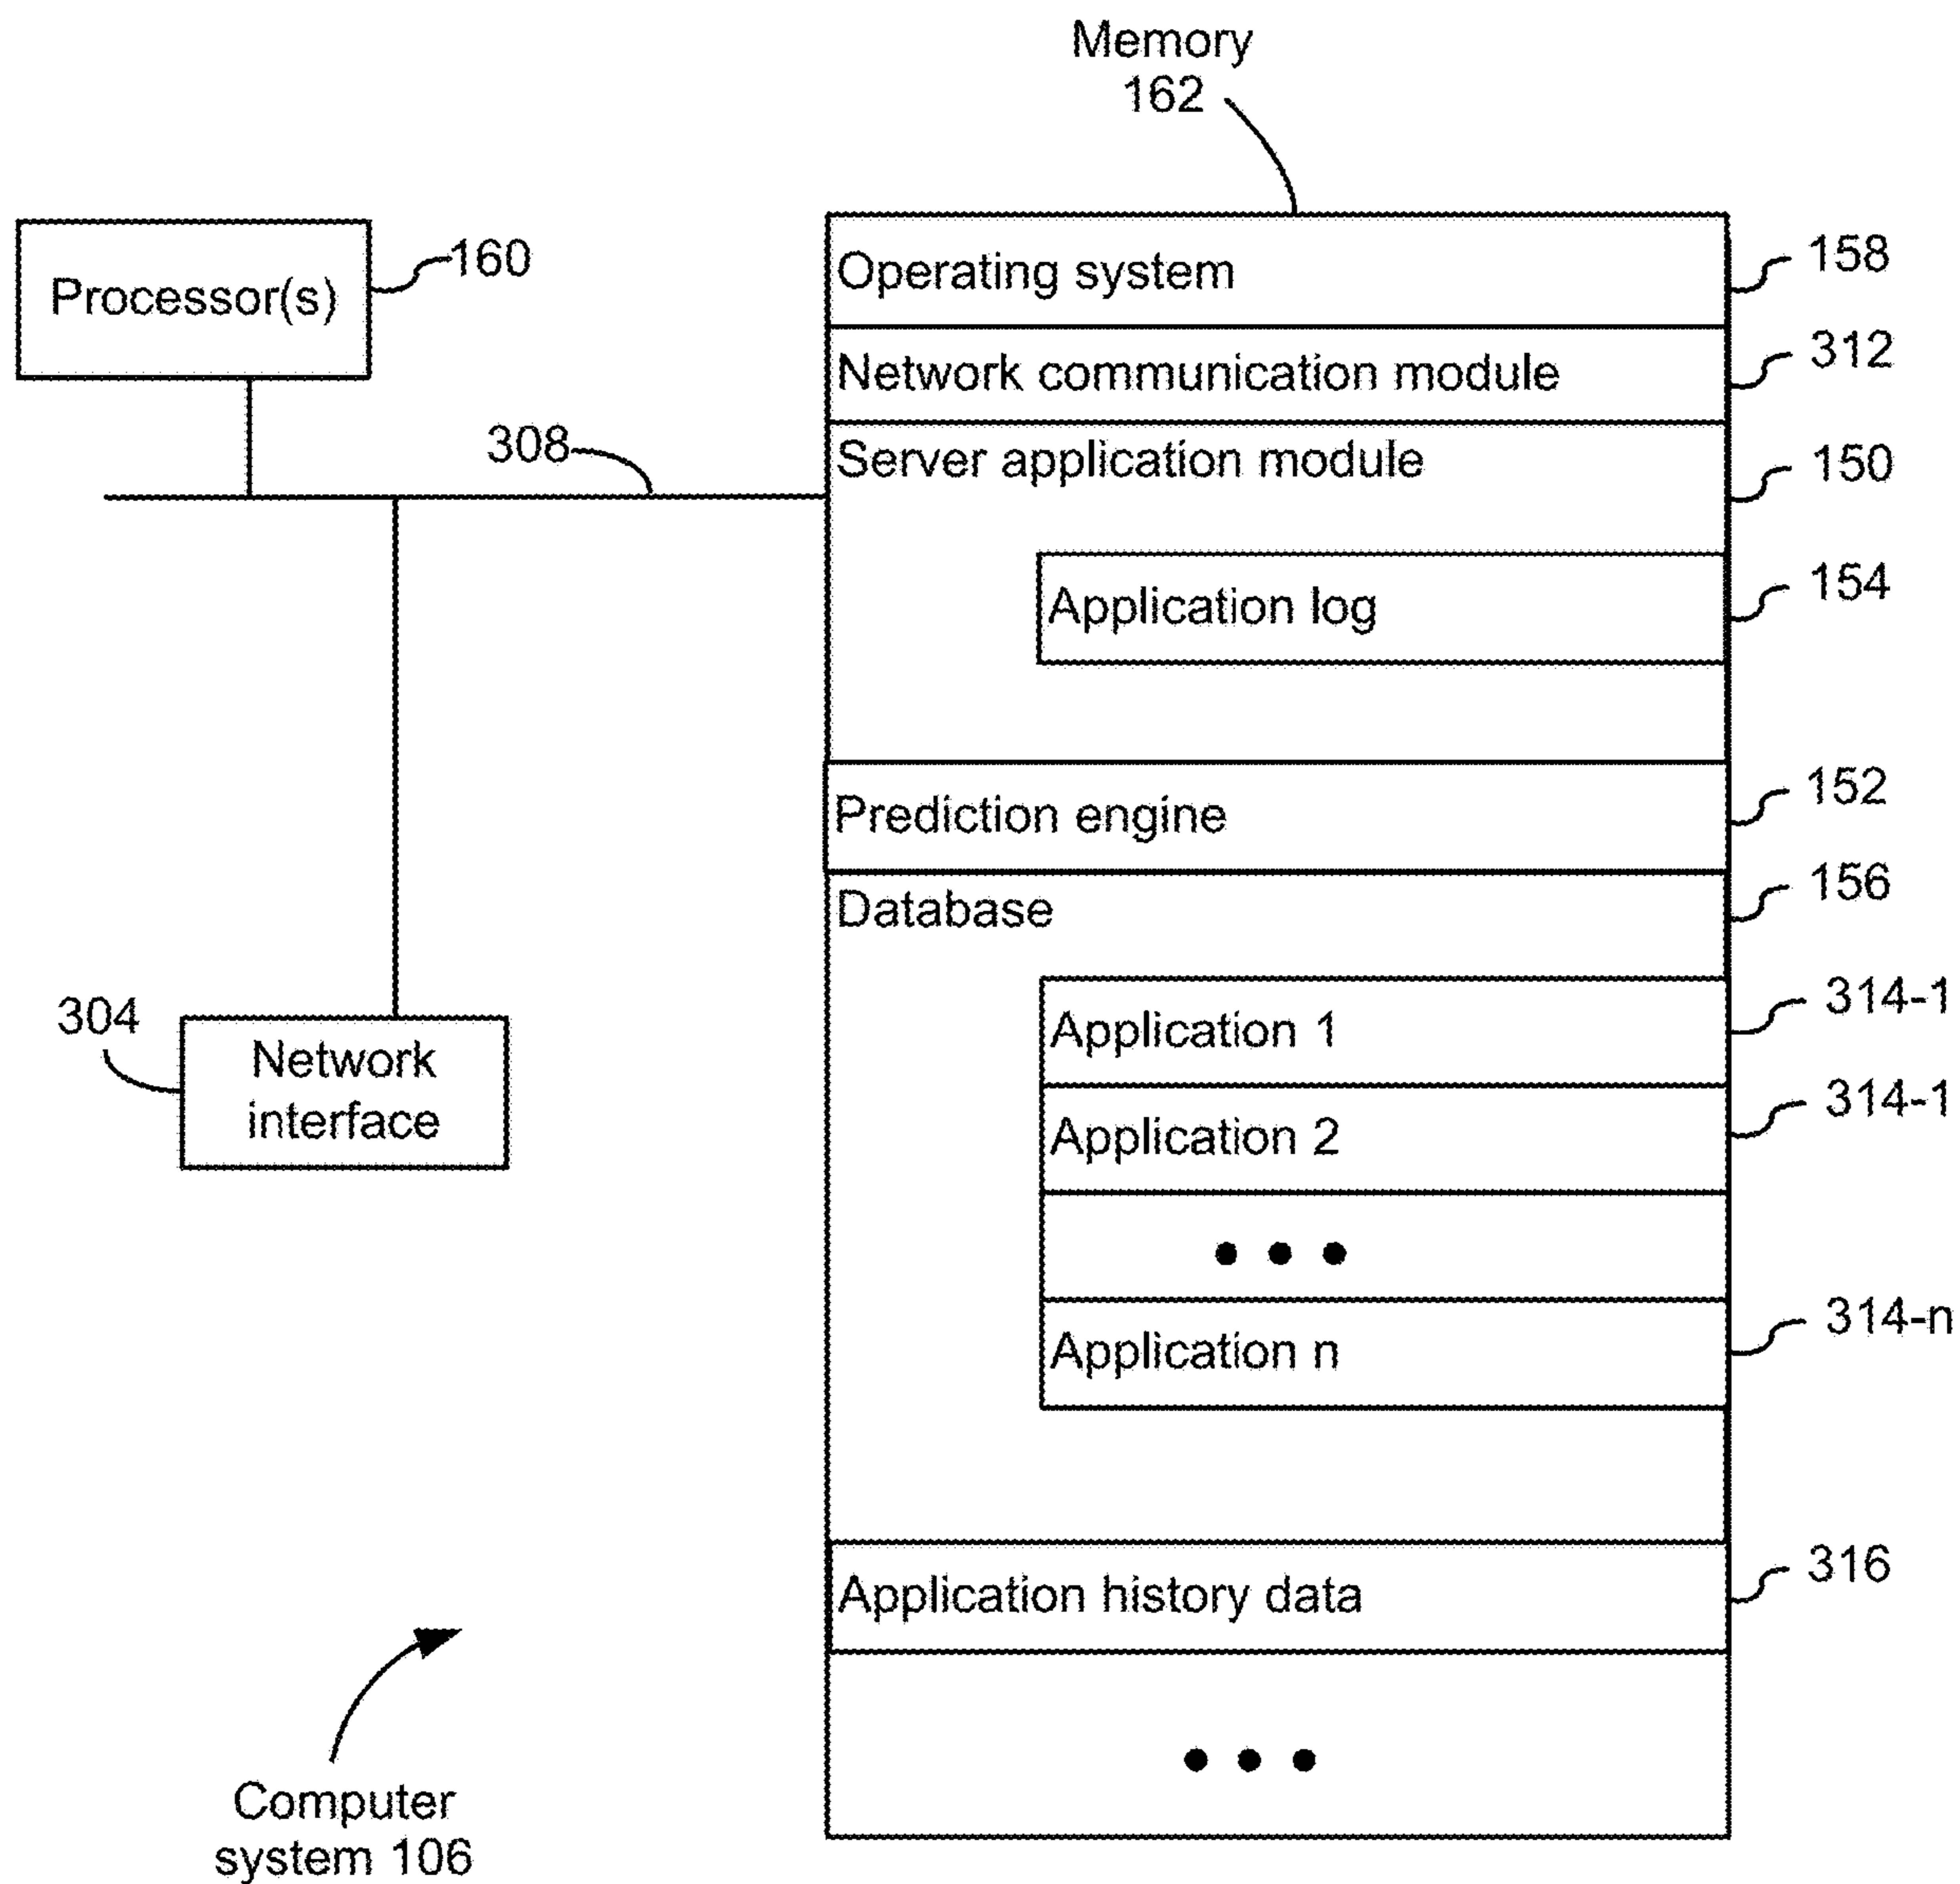 Memory
162
Processor(s)
160
Operating system
158
Network communication module
312
308
Server application module
150
Application log
154
Prediction engine
152
Database
156
Application 1
314-1
304
Network
interface
Application 2
314-1
Application n
314-n
Application history data
316
Computer
system 106